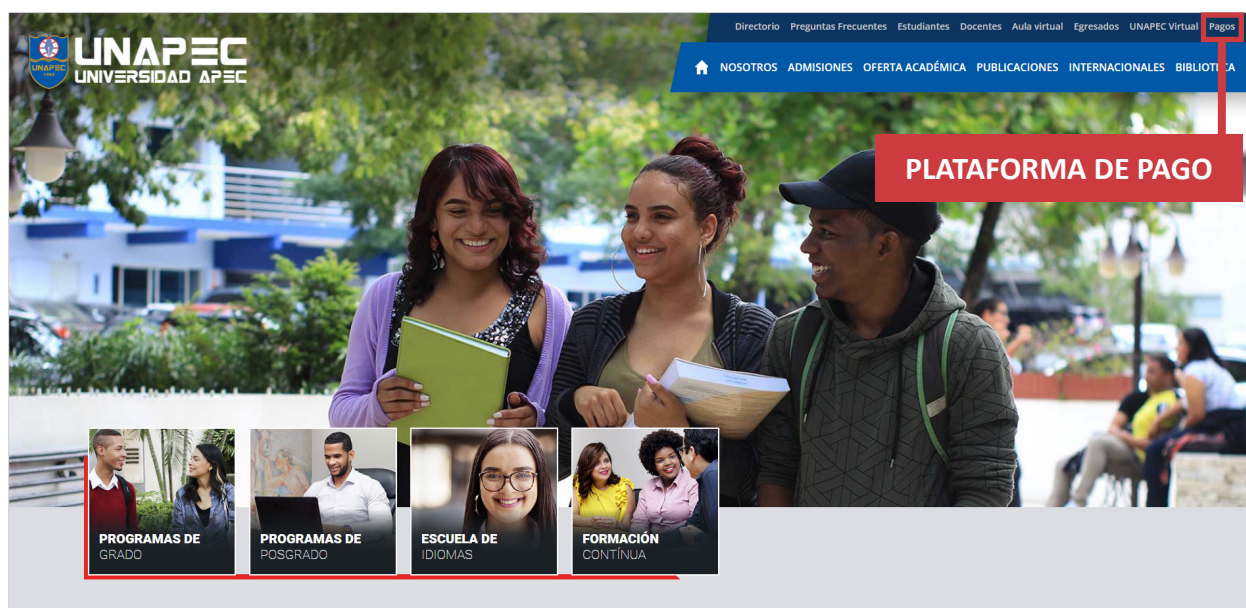 Directorio Preguntas Frecuentes Estudiantes Docentes Aula virtual Egresados UNAPEC Virtual Pagos
UNAPEC
UNIVERSIDAD APEC
UNAPEC
NOSOTROS ADMISIONES OFERTA ACADÉMICA PUBLICACIONES INTERNACIONALES
PLATAFORMA DE PAGO
PROGRAMAS DE
GRADO
PROGRAMAS DE
POSGRADO
ESCUELA DE
IDIOMAS
FORMACIÓN
CONTÍNUA